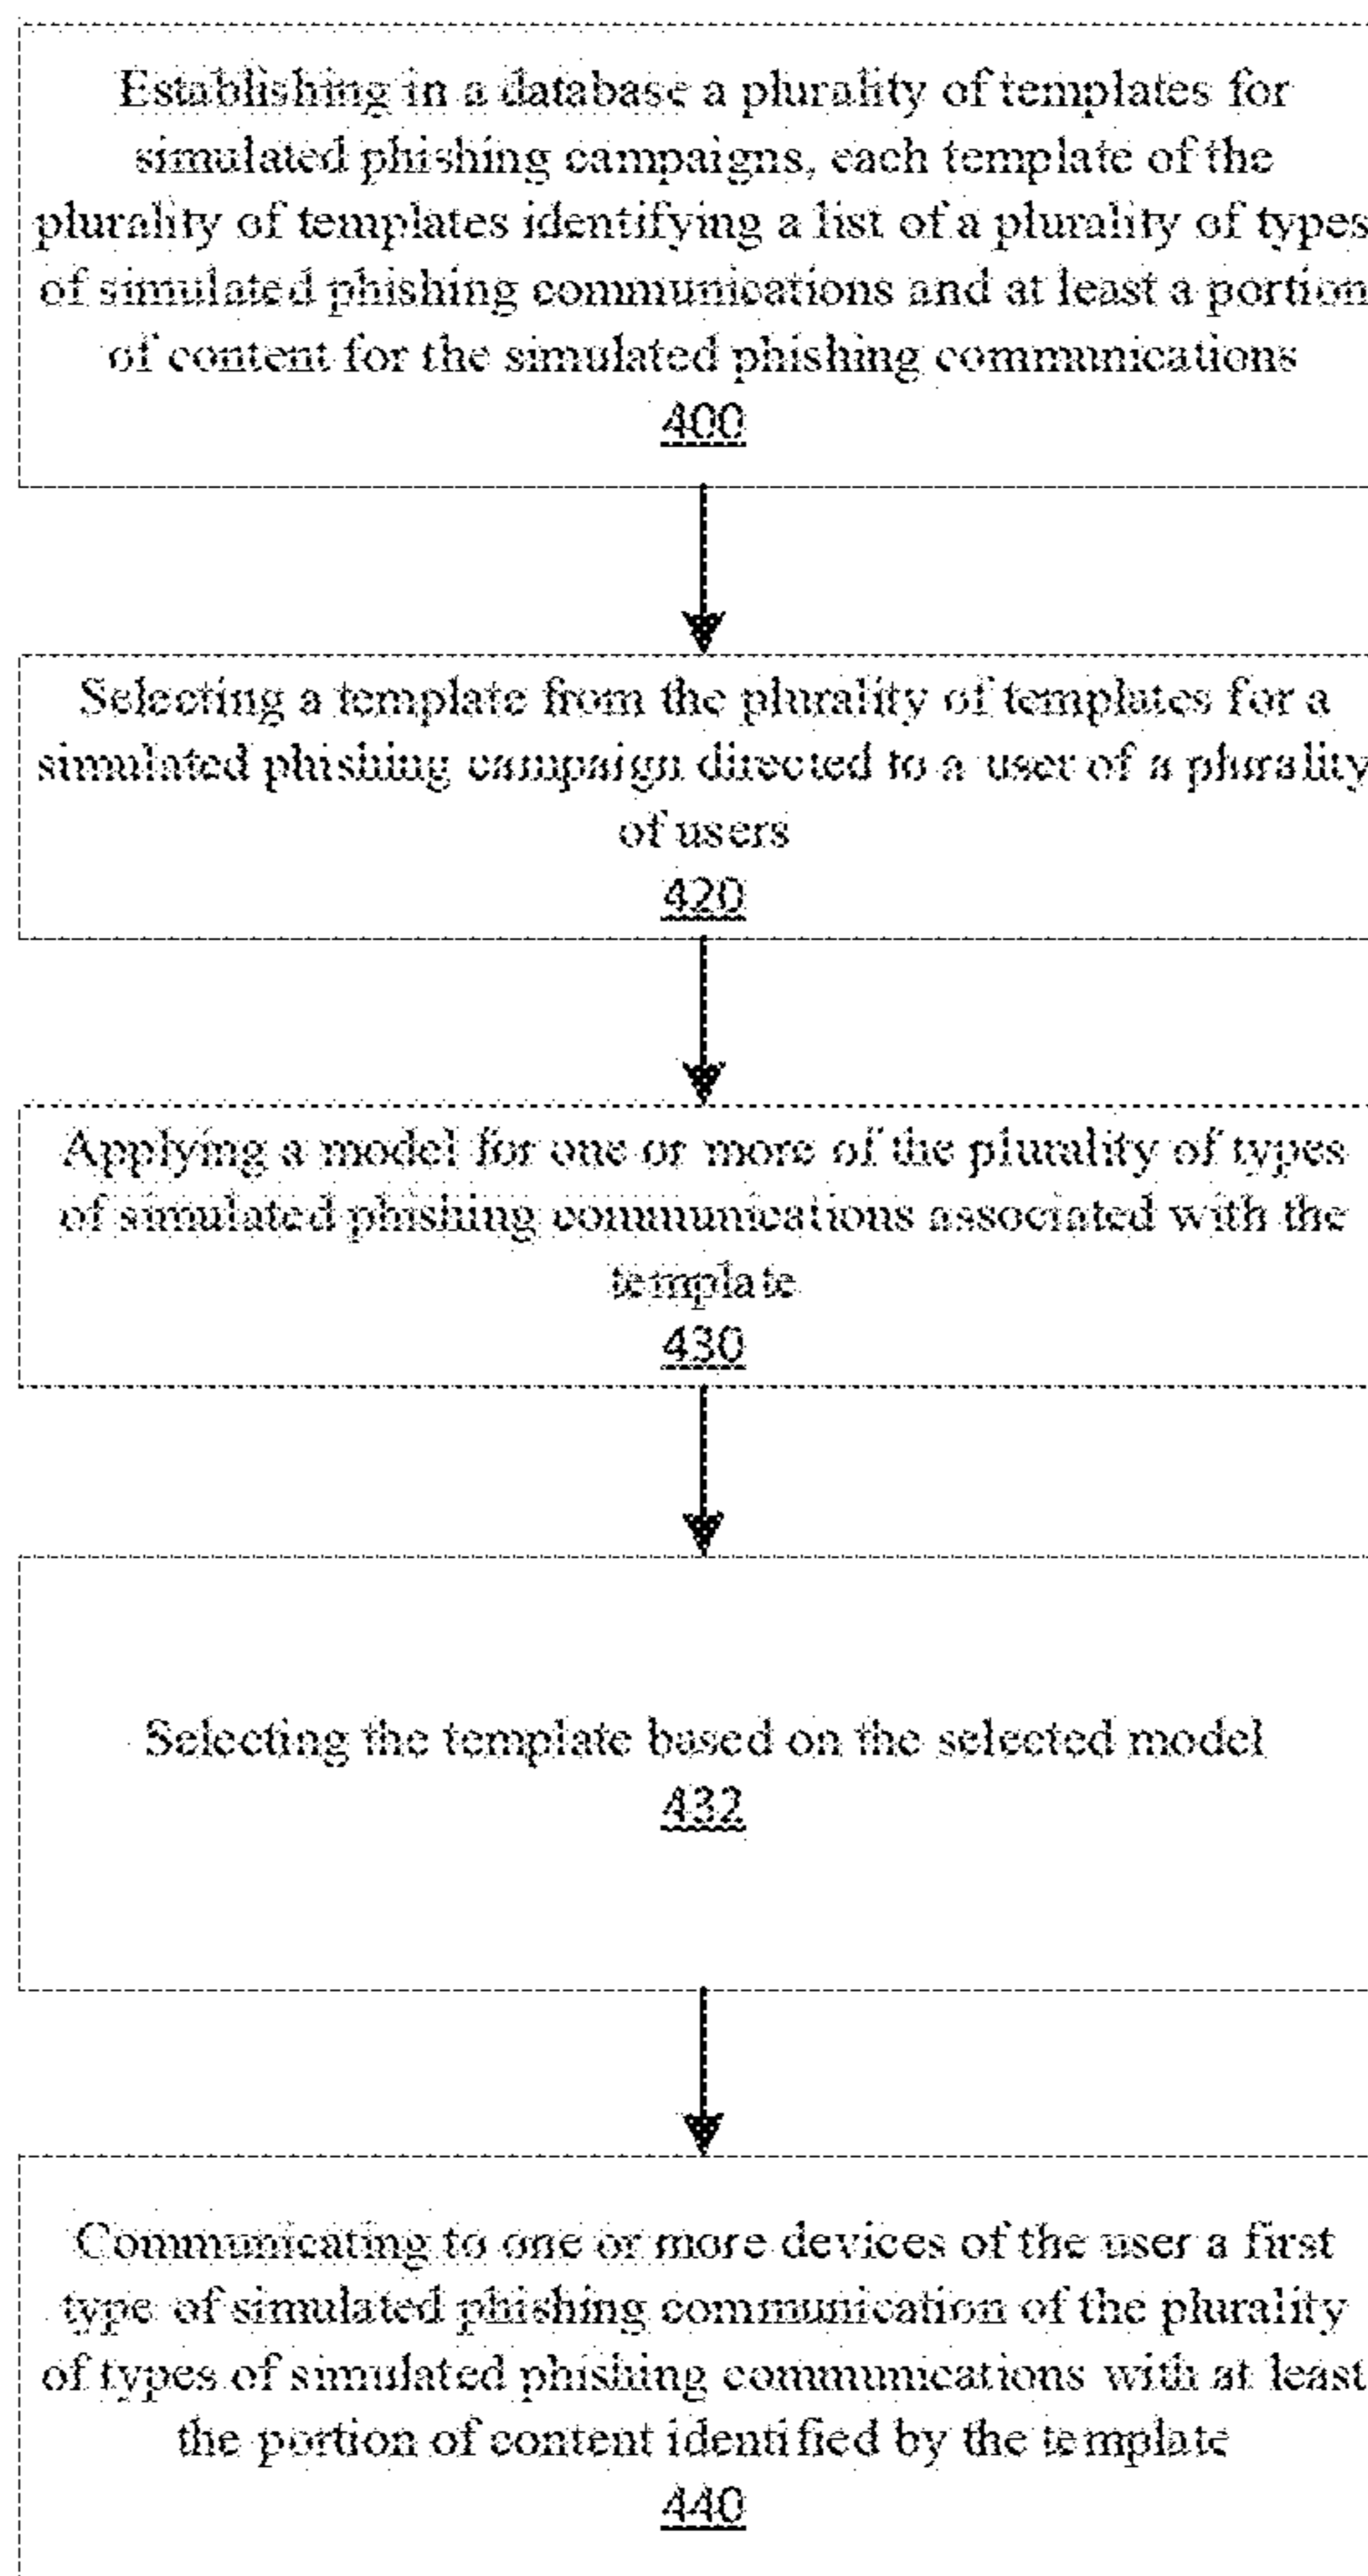 Establishing in a database a plurality of templates for
simulated phishing campaigns, each template of the
plurality of templates identifying a list of a plurality of types
of simulated phishing communications and at least a portion
of content for the simulated phishing communications
400
Selecting a template from the plurality of templates for a
simulated phishing campaign directed to a user of a plurality
of users
420
Applying a model for one or more of the plurality of types
of simulated phishing communications associated with the
template
430
Selecting the template based on the selected model
432
Communicating to one or more devices of the user a first
type of simulated phishing communication of the plurality
of types of simulated phishing communications with at least
the portion of content identified by the template
440